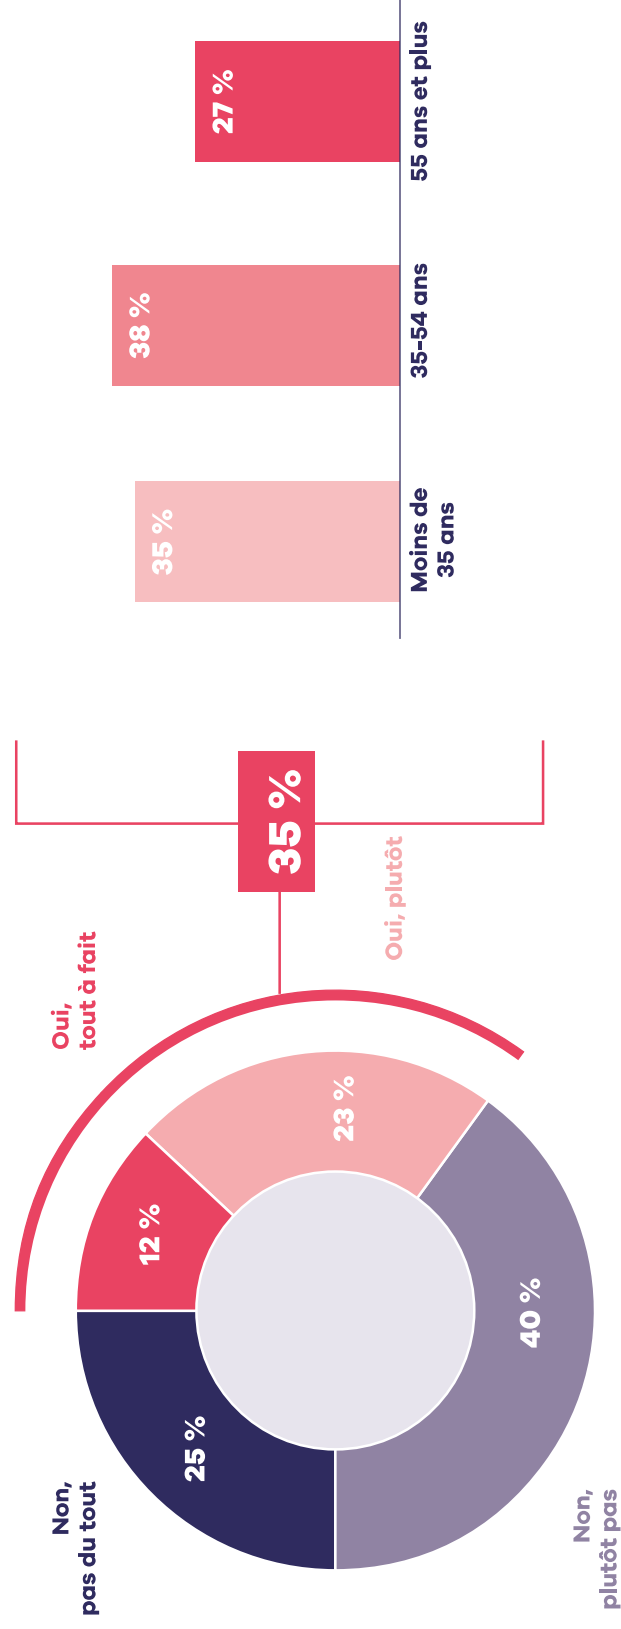 Non,
pas du tout
25 %
Oui,
tout à fait
12 %
23 %
Oui, plutôt
40 %
Non,
plutôt pas
35 %
35 %
Moins de
35 ans
38 %
35-54 ans
27 %
55 ans et plus